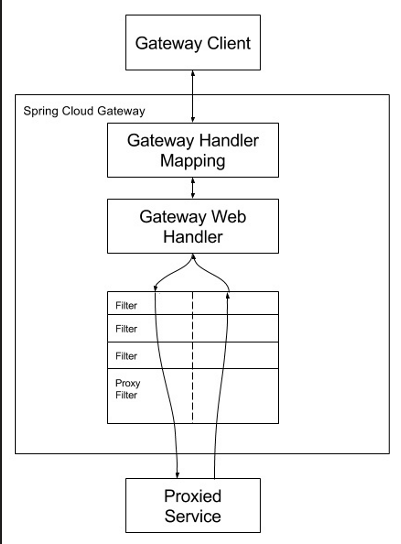 Gateway Client
Spring Cloud Gateway
Gateway Handler
Mapping
Gateway Web
Handler
Filter
Filter
Filter
Proxy
Filter
Proxied
Service